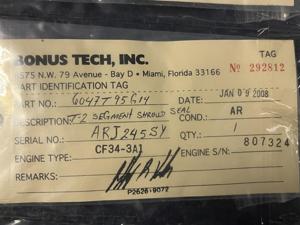 BONUS TECH, INC. TAG
8575 N.W. 79 Avenue - Bay D • Miami, Florida 33166 № 292812
PART IDENTIFICATION TAG
PART NO.: 6047T95G14 DATE: JAN 09 2008
DESCRIPTION: T-2 SEGMENT SHROUD SEAL COND.: AR
SERIAL NO.: QTY.: 1
ENGINE TYPE: CF34-3A1 ENGINE S/N: 807324
REMARKS:
P2626-9072